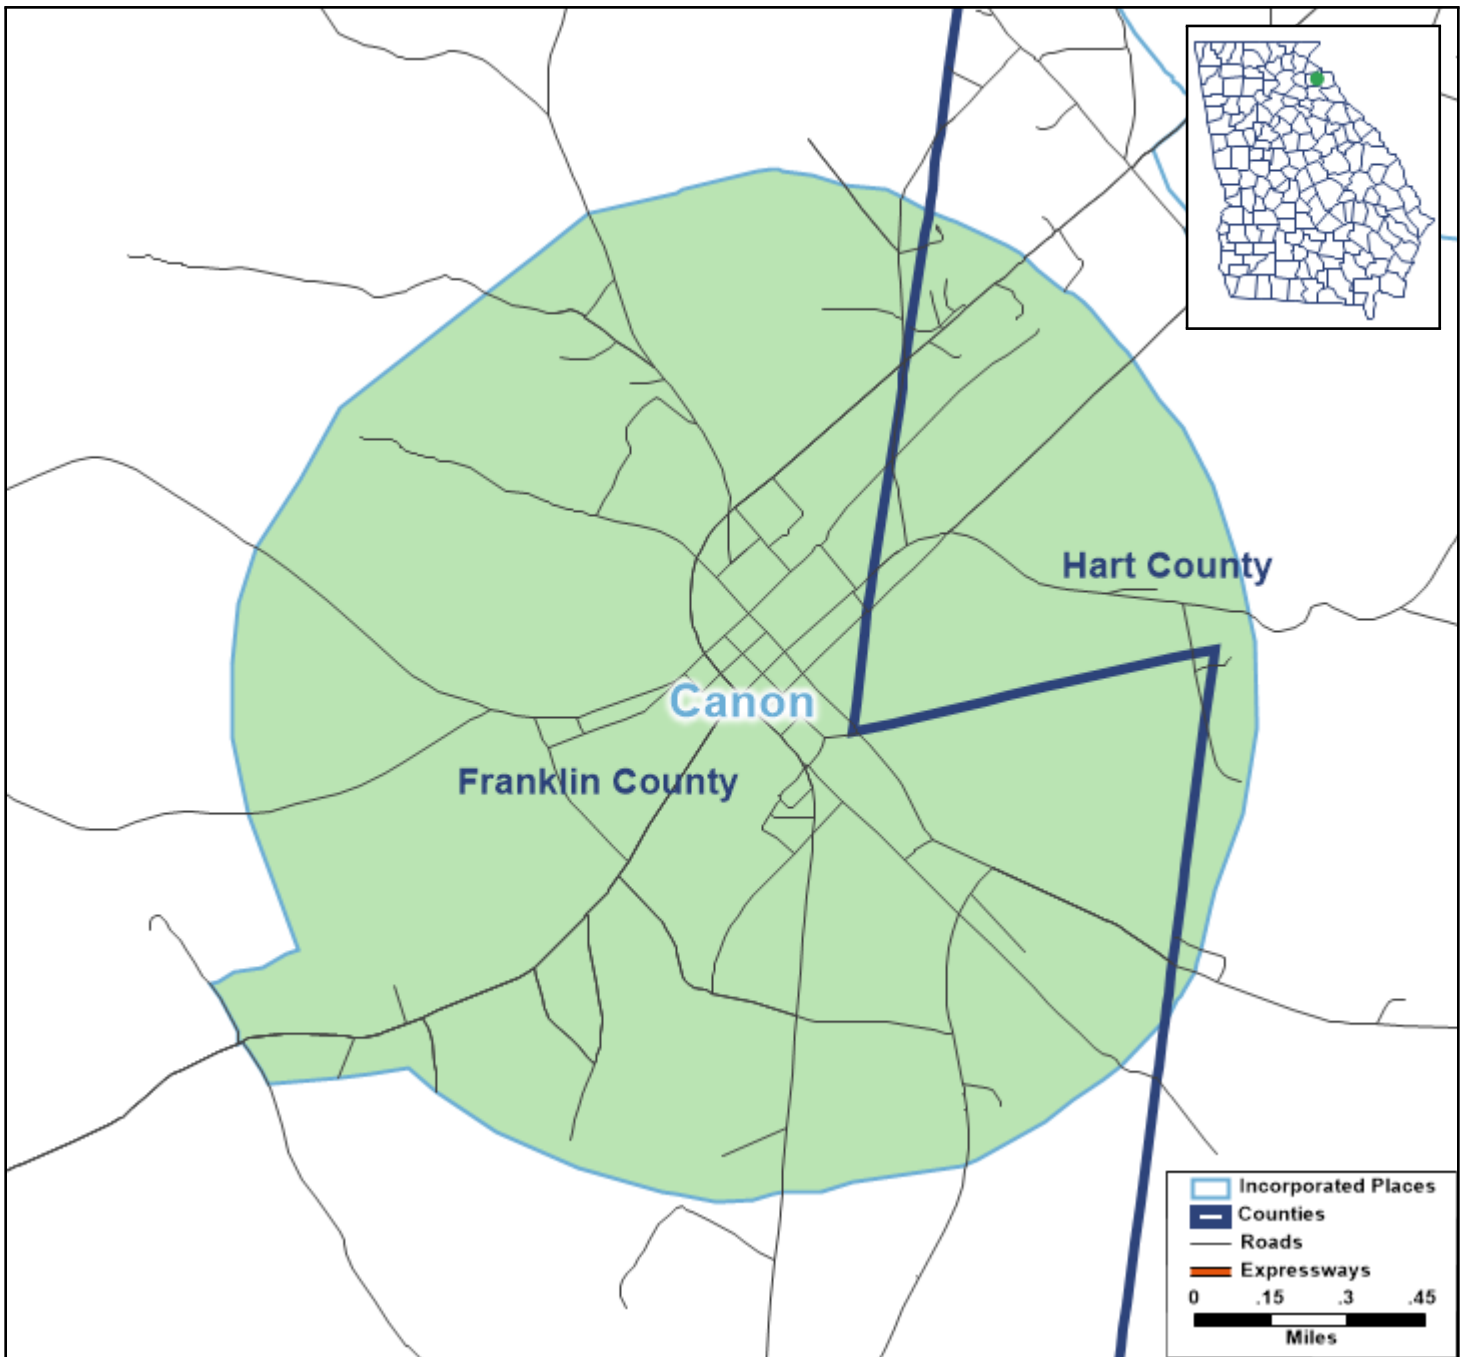 Hart County
Canon
Franklin County
Incorporated Places
Counties
Roads
Expressways
0 .15 .3 .45
Miles